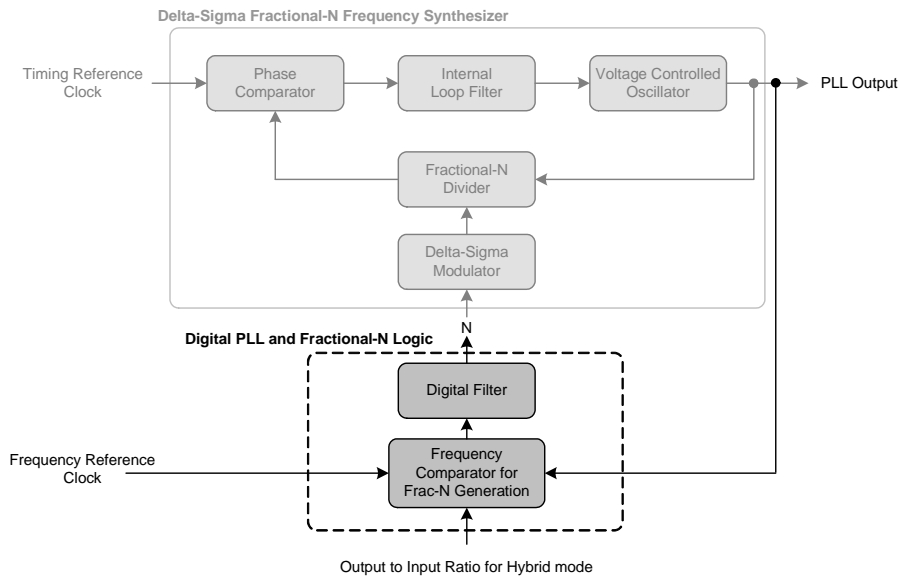 Delta-Sigma Fractional-N Frequency Synthesizer
Timing Reference
Clock
Phase
Comparator
Internal
Loop Filter
Voltage Controlled
Oscillator
PLL Output
Fractional-N
Divider
Delta-Sigma
Modulator
N
Digital PLL and Fractional-N Logic
Digital Filter
Frequency Reference
Clock
Frequency
Comparator for
Frac-N Generation
Output to Input Ratio for Hybrid mode